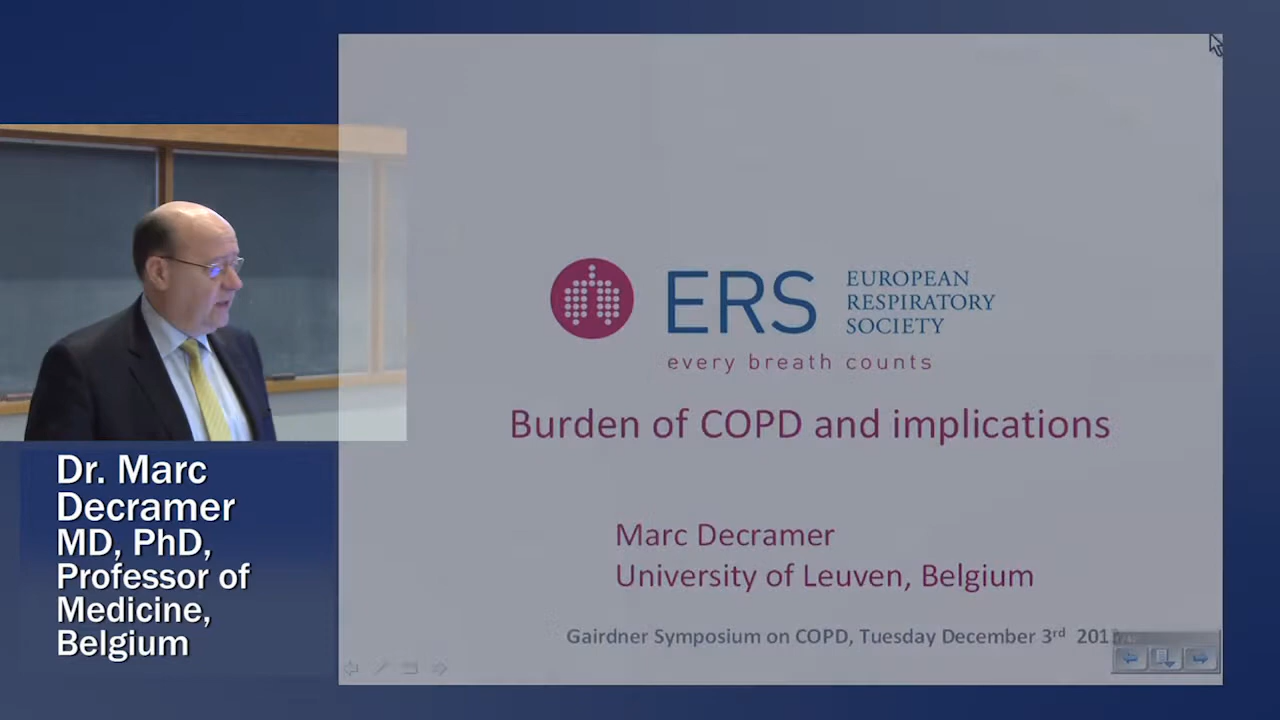 ERS
EUROPEAN
RESPIRATORY
SOCIETY
every breath counts
Burden of COPD and implications
Marc Decramer
University of Leuven, Belgium
Gairdner Symposium on COPD, Tuesday December 3rd
Dr. Marc
Decramer
MD, PhD,
Professor of
Medicine,
Belgium